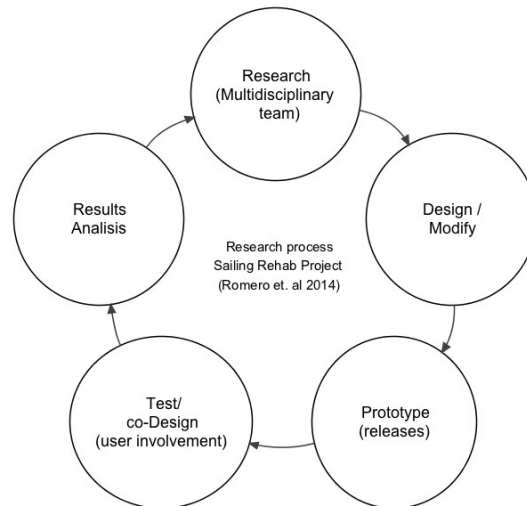 Research
(Multidisciplinary
team)
Design /
Modify
Prototype
(releases)
Test/
co-Design
(user involvement)
Results
Analisis
Research process
Sailing Rehab Project
(Romero et. al 2014)